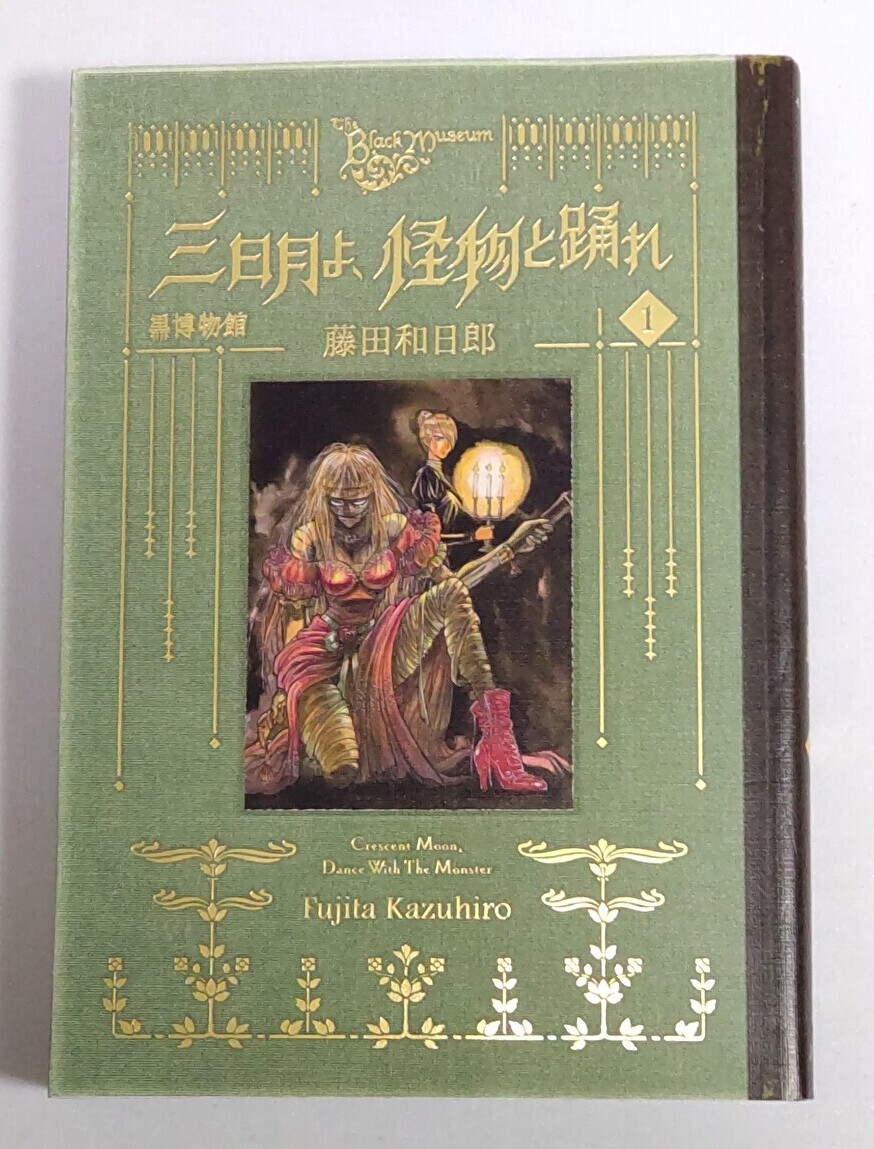 The
Black Museum
三日月よ、怪物と踊れ
黒博物館
1
藤田和日郎
Crescent Moon,
Dance With The Monster
Fujita Kazuhiro